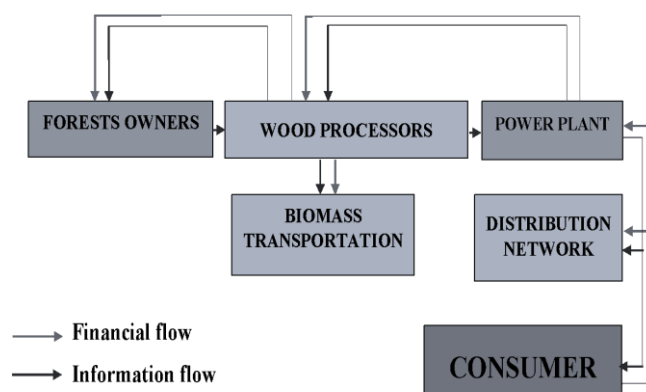 FORESTS OWNERS
WOOD PROCESSORS
POWER PLANT
BIOMASS
TRANSPORTATION
DISTRIBUTION
NETWORK
Financial flow
Information flow
CONSUMER